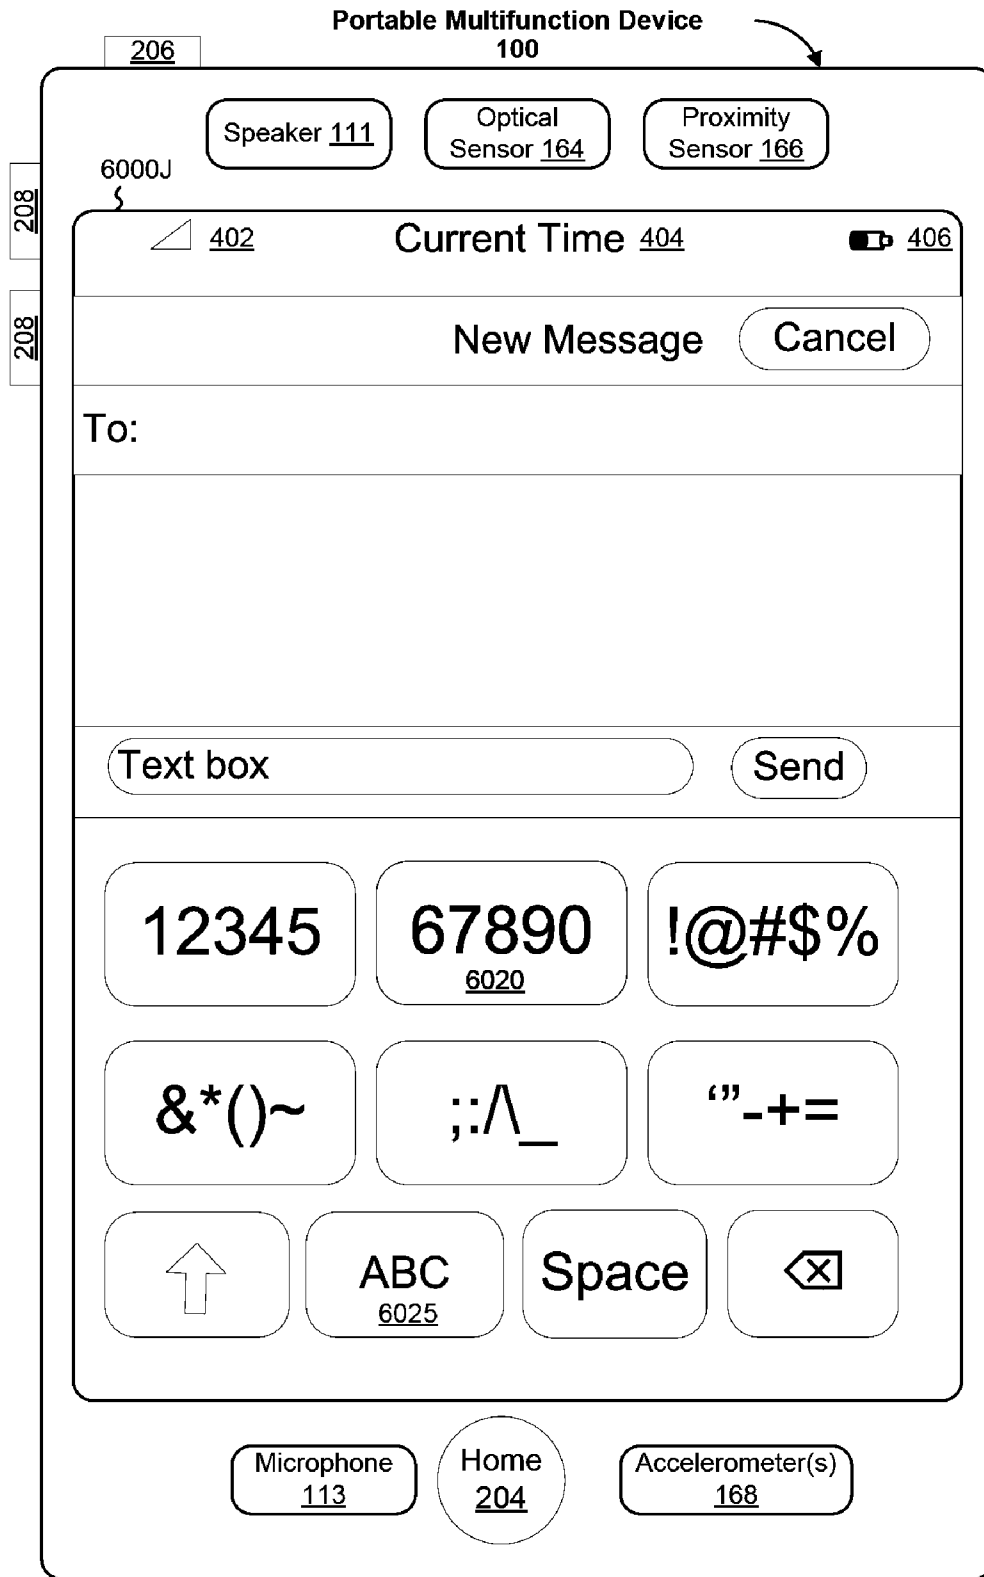 Portable Multifunction Device
100
206
Speaker 111
Optical
Sensor 164
Proximity
Sensor 166
6000J
208
402
Current Time 404
406
208
New Message
Cancel
To:
Text box
Send
12345
67890
6020
!@#$%
&*()~
;:/\_
‘”-+=
ABC
6025
Space
Microphone
113
Home
204
Accelerometer(s)
168